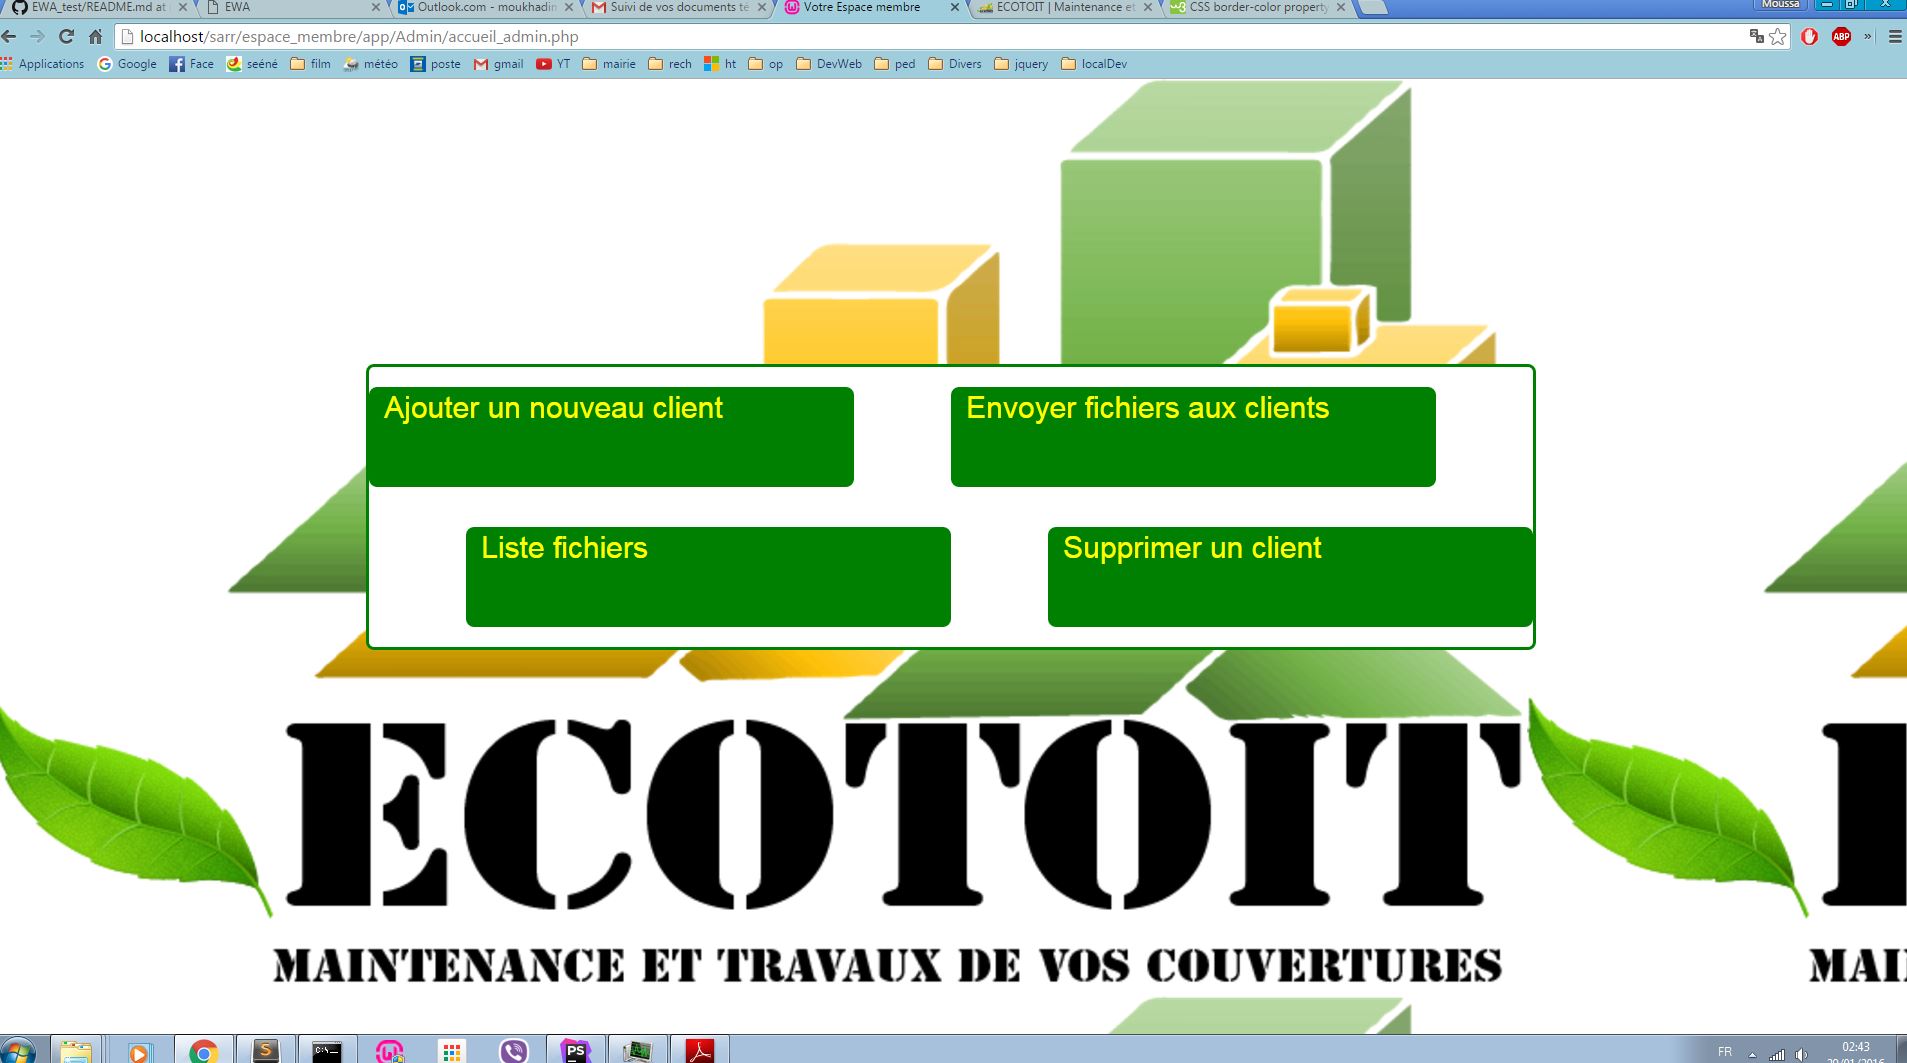 EWA_test/README.md at
EWA
Outlook.com - moukhadin
Suivi de vos documents té
Votre Espace membre
ECOTOIT | Maintenance et
CSS border-color property
Moussa
localhost/sarr/espace_membre/app/Admin/accueil_admin.php
ABP
»
Applications
Google
Face
seéné
film
météo
poste
gmail
YT
mairie
rech
ht
op
DevWeb
ped
Divers
jquery
localDev
Ajouter un nouveau client
Envoyer fichiers aux clients
Liste fichiers
Supprimer un client
ECOTOIT
MAINTENANCE ET TRAVAUX DE VOS COUVERTURES
MAI
PS
FR
02:43